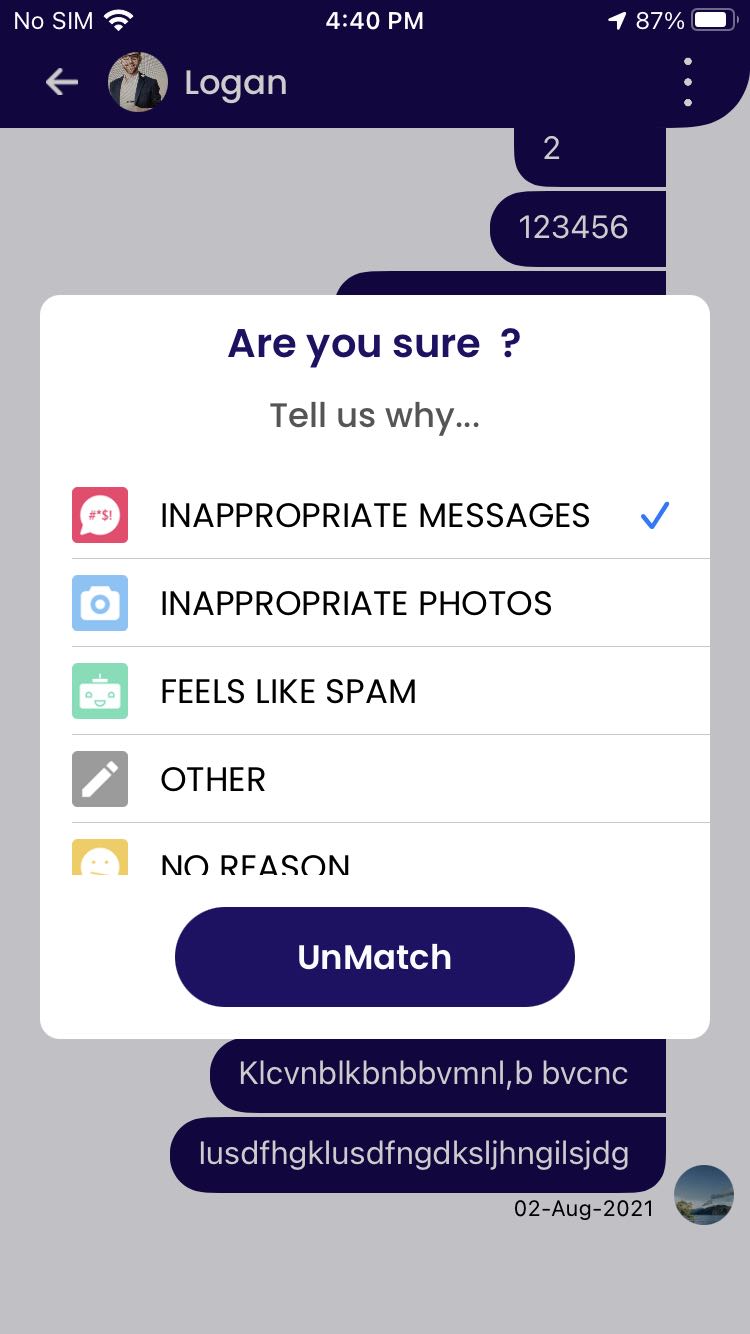 No SIM 4:40 PM 87%
Logan
2
123456
Are you sure ?
Tell us why...
#*$!
INAPPROPRIATE MESSAGES
INAPPROPRIATE PHOTOS
FEELS LIKE SPAM
OTHER
NO REASON
UnMatch
Klcvnblkbnbbvmnl,b bvcnc
Iusdfhgklusdfngdksljhngilsjdg
02-Aug-2021